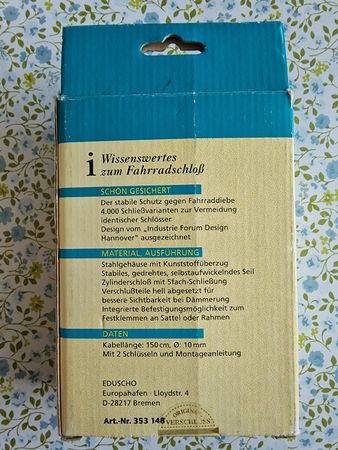 i Wissenswertes
zum Fahrradschloß
SCHÖN GESICHERT
Der stabile Schutz gegen Fahrraddiebe
4.000 Schließvarianten zur Vermeidung
identischer Schlösser
Design vom „Industrie Forum Design
Hannover" ausgezeichnet
MATERIAL, AUSFÜHRUNG
Stahlgehäuse mit Kunststoffüberzug
Stabiles, gedrehtes, selbstaufwickelndes Seil
Zylinderschloß mit 5fach-Schließung
Verschlußteile hell abgesetzt für
bessere Sichtbarkeit bei Dämmerung
Integrierte Befestigungsmöglichkeit zum
Festklemmen an Sattel oder Rahmen
DATEN
Kabellänge: 150 cm, Ø: 10 mm
Mit 2 Schlüsseln und Montageanleitung
EDUSCHO
Europahafen · Lloydstr. 4
D-28217 Bremen
Art.-Nr. 353 148
ORIGINAL
VERSCHLUSS